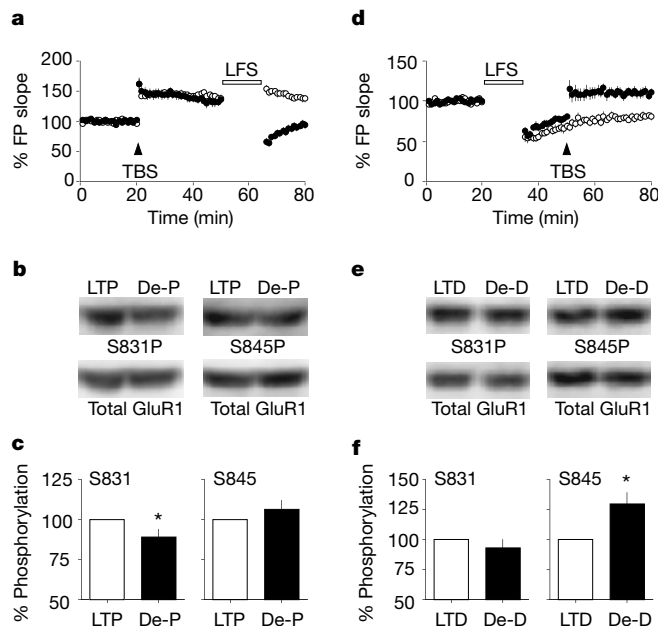 a
200
150
100
50
0
% FP slope
LFS
TBS
0 20 40 60 80
Time (min)
d
150
100
50
0
% FP slope
LFS
TBS
0 20 40 60 80
Time (min)
b
LTP De-P LTP De-P
S831P S845P
Total GluR1 Total GluR1
e
LTD De-D LTD De-D
S831P S845P
Total GluR1 Total GluR1
c
125
100
75
50
% Phosphorylation
S831
*
LTP De-P
S845
LTP De-P
f
150
125
100
75
50
% Phosphorylation
S831
LTD De-D
S845
*
LTD De-D